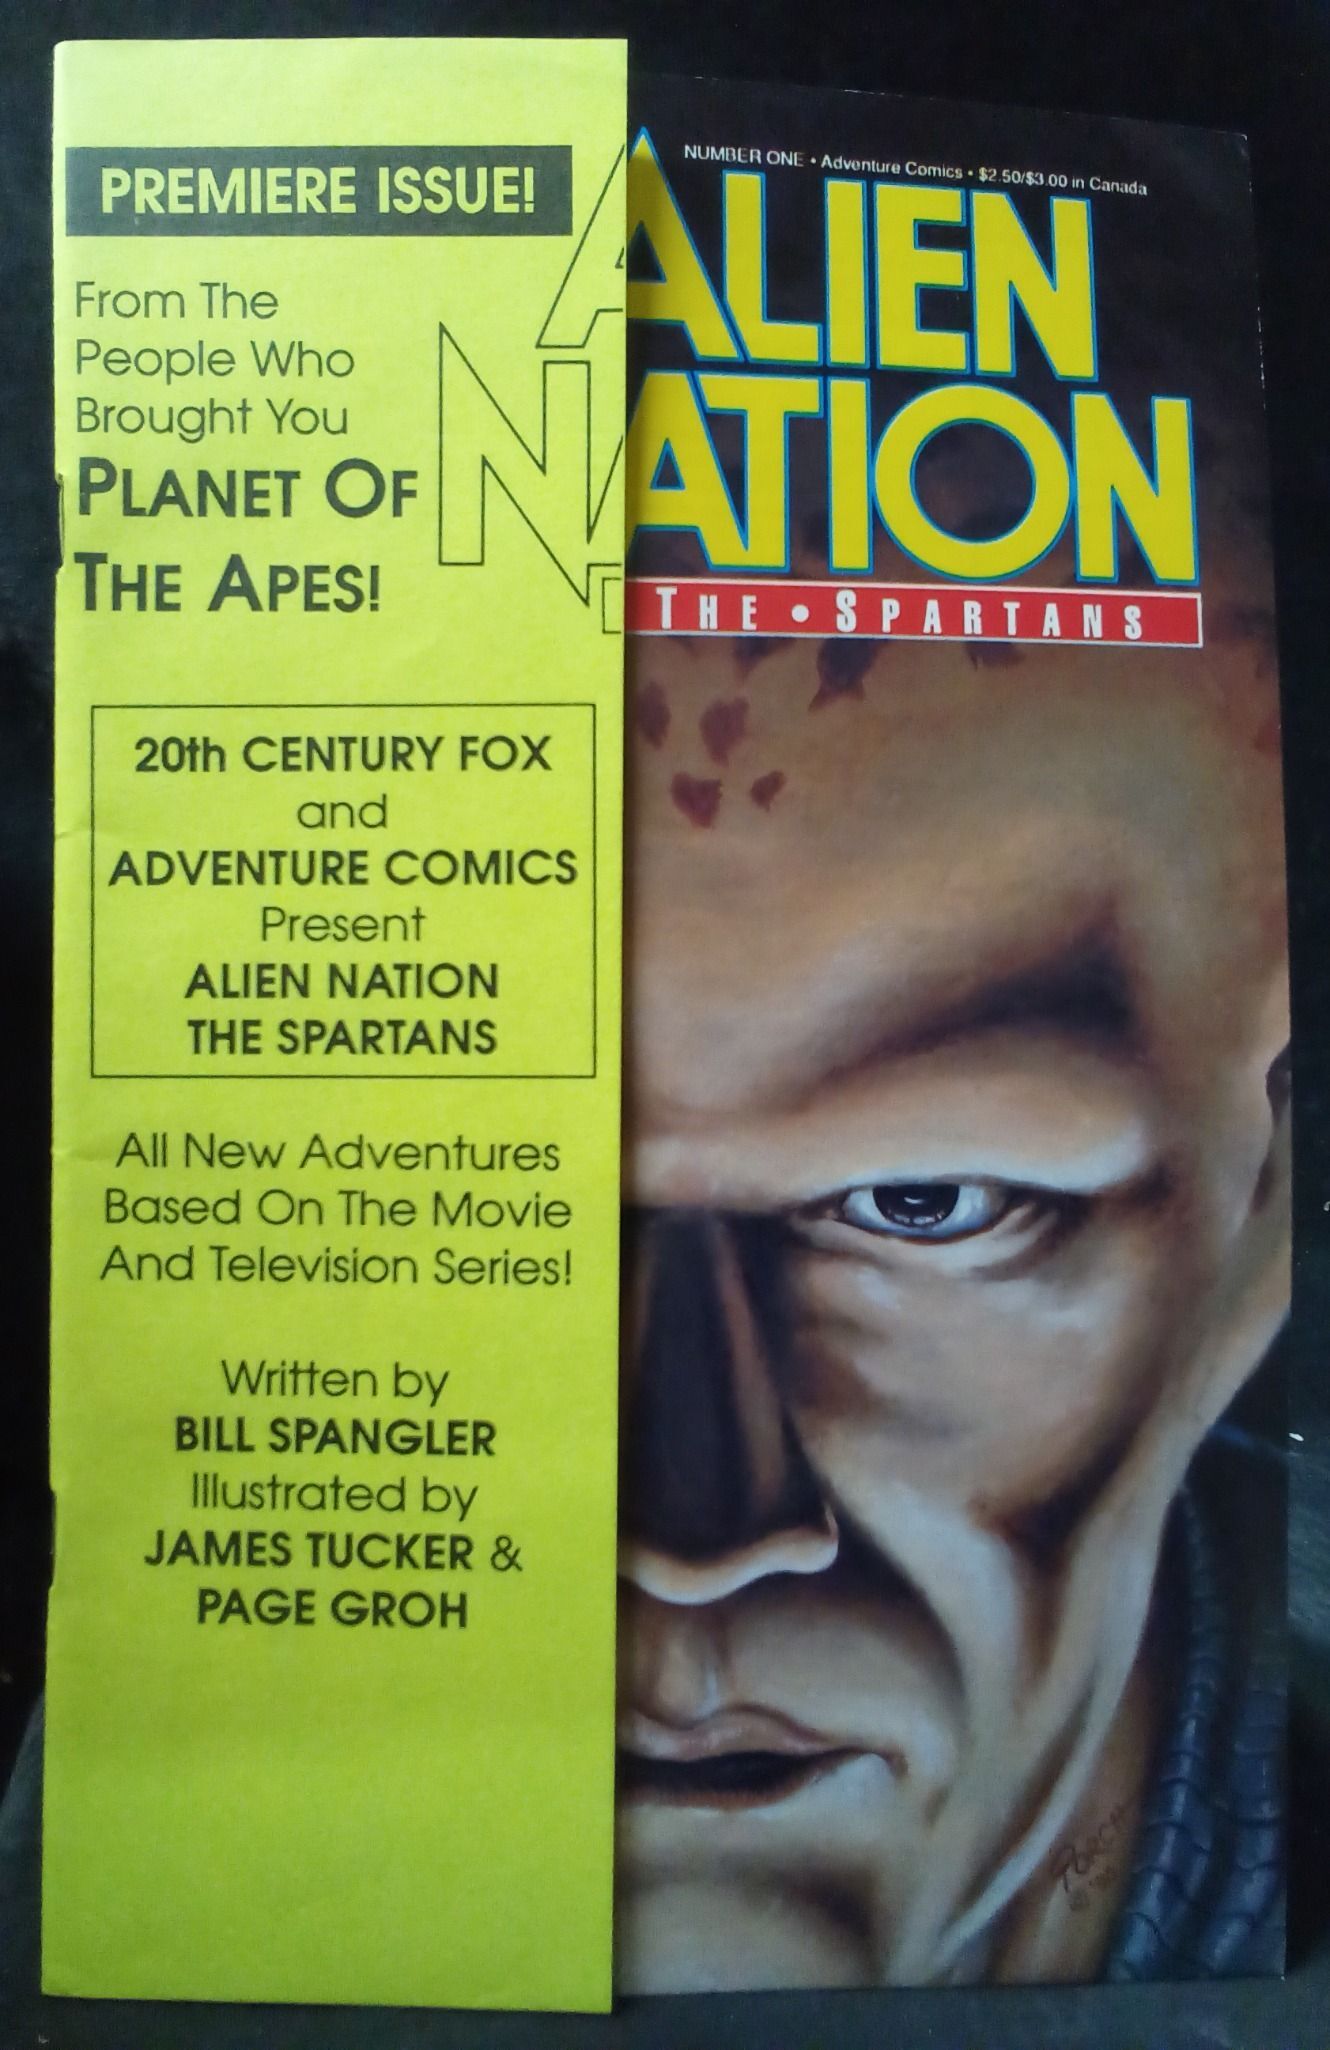 PREMIERE ISSUE!
From The
People Who
Brought You
PLANET OF
THE APES!
20th CENTURY FOX
and
ADVENTURE COMICS
Present
ALIEN NATION
THE SPARTANS
All New Adventures
Based On The Movie
And Television Series!
Written by
BILL SPANGLER
Illustrated by
JAMES TUCKER &
PAGE GROH
NUMBER ONE • Adventure Comics • $2.50/$3.00 in Canada
ALIEN
NATION
THE • SPARTANS